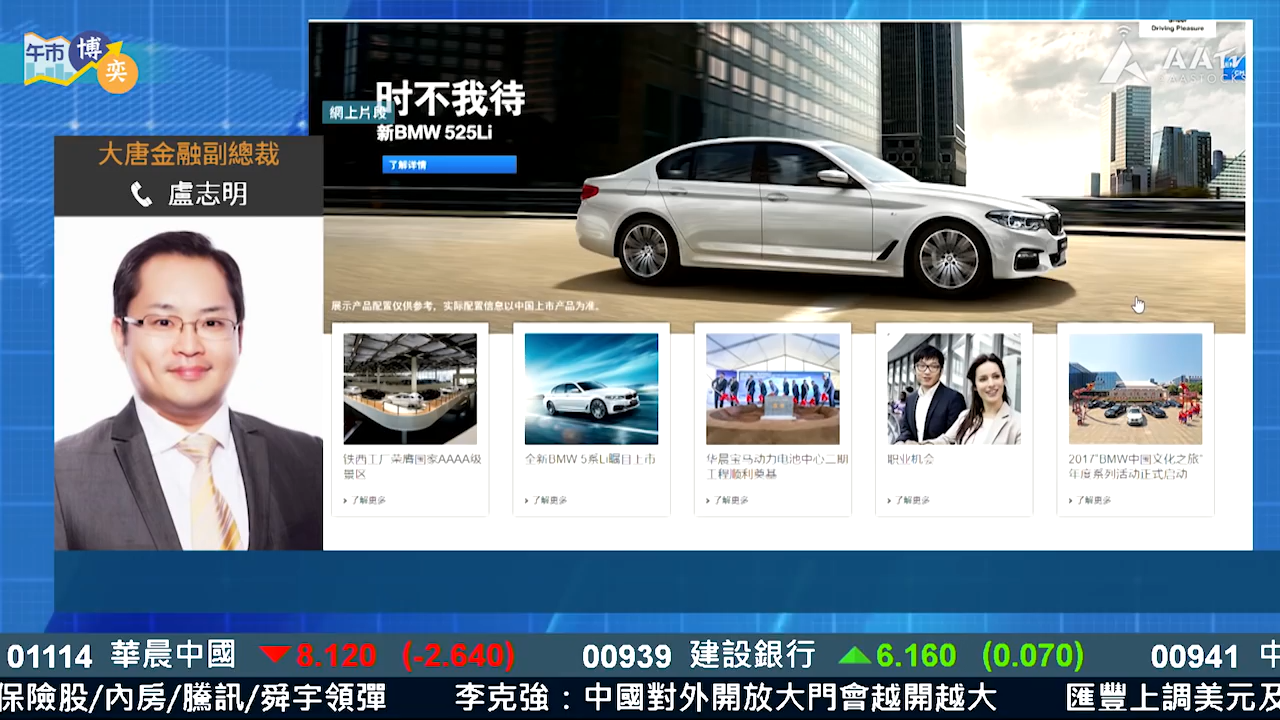 午市
博
奕
大唐金融副總裁
盧志明
Driving Pleasure
AATV
AASTOCKS
时不我待
網上片段
新BMW 525Li
了解详情
展示产品配置仅供参考，实际配置信息以中国上市产品为准。
铁西工厂荣膺国家AAAA级
景区
了解更多
全新BMW 5系Li瞩目上市
了解更多
华晨宝马动力电池中心二期
工程顺利奠基
了解更多
职业机会
了解更多
2017"BMW中国文化之旅"
年度系列活动正式启动
了解更多
01114 華晨中國 ▼8.120 (-2.640) 00939 建設銀行 ▲6.160 (0.070) 00941
保險股/內房/騰訊/舜宇領彈 李克強：中國對外開放大門會越開越大 匯豐上調美元及